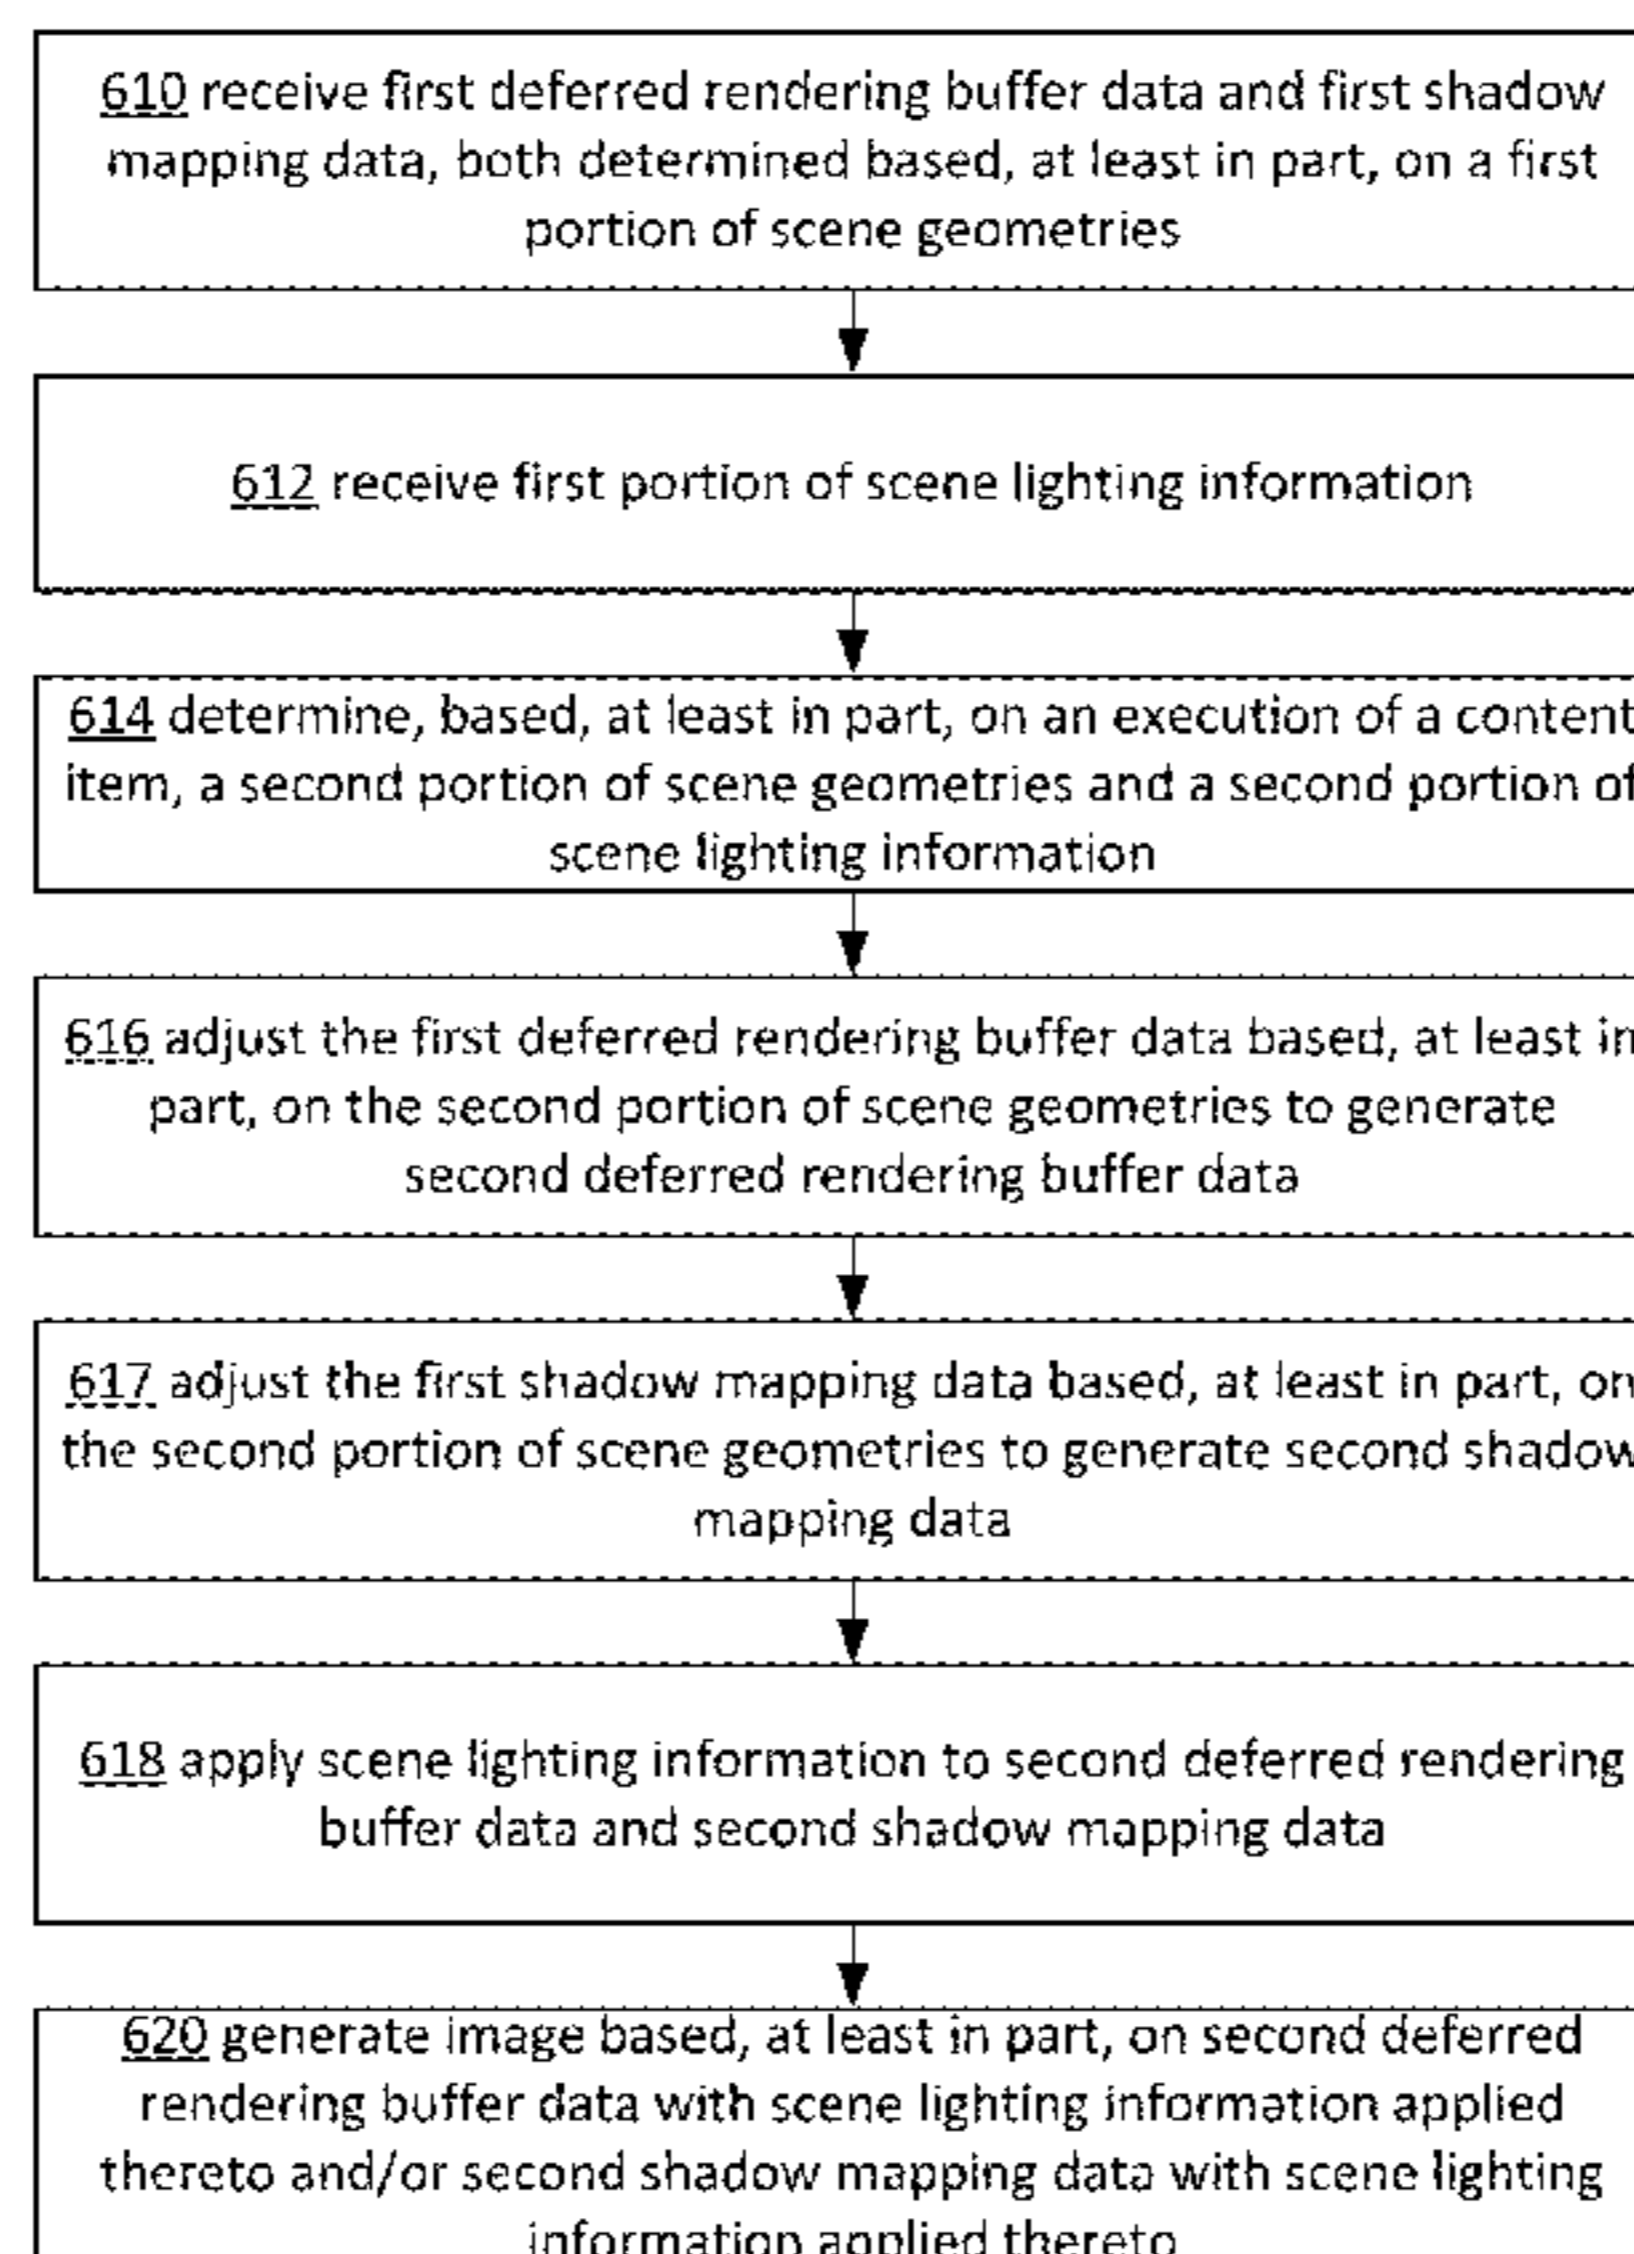 610 receive first deferred rendering buffer data and first shadow
mapping data, both determined based, at least in part, on a first
portion of scene geometries
612 receive first portion of scene lighting information
614 determine, based, at least in part, on an execution of a content
item, a second portion of scene geometries and a second portion of
scene lighting information
616 adjust the first deferred rendering buffer data based, at least in
part, on the second portion of scene geometries to generate
second deferred rendering buffer data
617 adjust the first shadow mapping data based, at least in part, on
the second portion of scene geometries to generate second shadow
mapping data
618 apply scene lighting information to second deferred rendering
buffer data and second shadow mapping data
620 generate image based, at least in part, on second deferred
rendering buffer data with scene lighting information applied
thereto and/or second shadow mapping data with scene lighting
information applied thereto